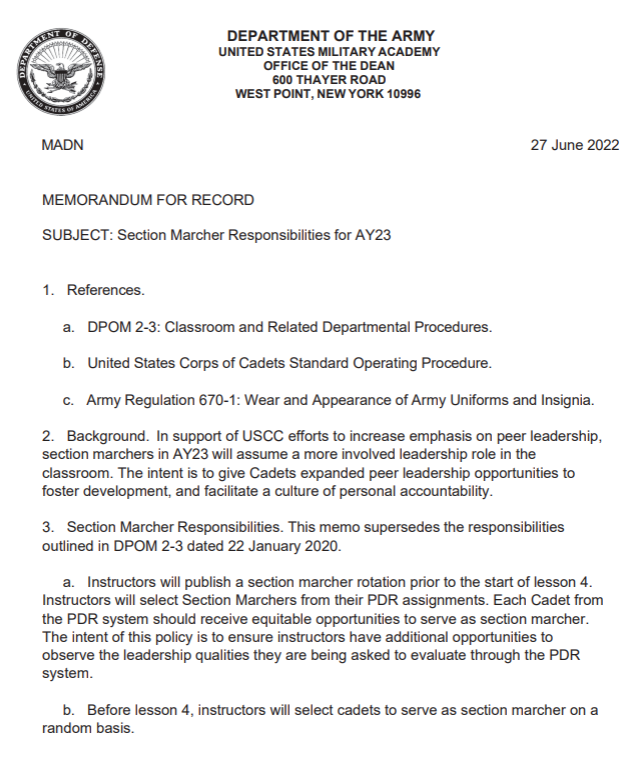 DEPARTMENT OF DEFENSE
UNITED STATES OF AMERICA
DEPARTMENT OF THE ARMY
UNITED STATES MILITARY ACADEMY
OFFICE OF THE DEAN
600 THAYER ROAD
WEST POINT, NEW YORK 10996
MADN 27 June 2022
MEMORANDUM FOR RECORD
SUBJECT: Section Marcher Responsibilities for AY23
1. References.
a. DPOM 2-3: Classroom and Related Departmental Procedures.
b. United States Corps of Cadets Standard Operating Procedure.
c. Army Regulation 670-1: Wear and Appearance of Army Uniforms and Insignia.
2. Background. In support of USCC efforts to increase emphasis on peer leadership,
section marchers in AY23 will assume a more involved leadership role in the
classroom. The intent is to give Cadets expanded peer leadership opportunities to
foster development, and facilitate a culture of personal accountability.
3. Section Marcher Responsibilities. This memo supersedes the responsibilities
outlined in DPOM 2-3 dated 22 January 2020.
a. Instructors will publish a section marcher rotation prior to the start of lesson 4.
Instructors will select Section Marchers from their PDR assignments. Each Cadet from
the PDR system should receive equitable opportunities to serve as section marcher.
The intent of this policy is to ensure instructors have additional opportunities to
observe the leadership qualities they are being asked to evaluate through the PDR
system.
b. Before lesson 4, instructors will select cadets to serve as section marcher on a
random basis.